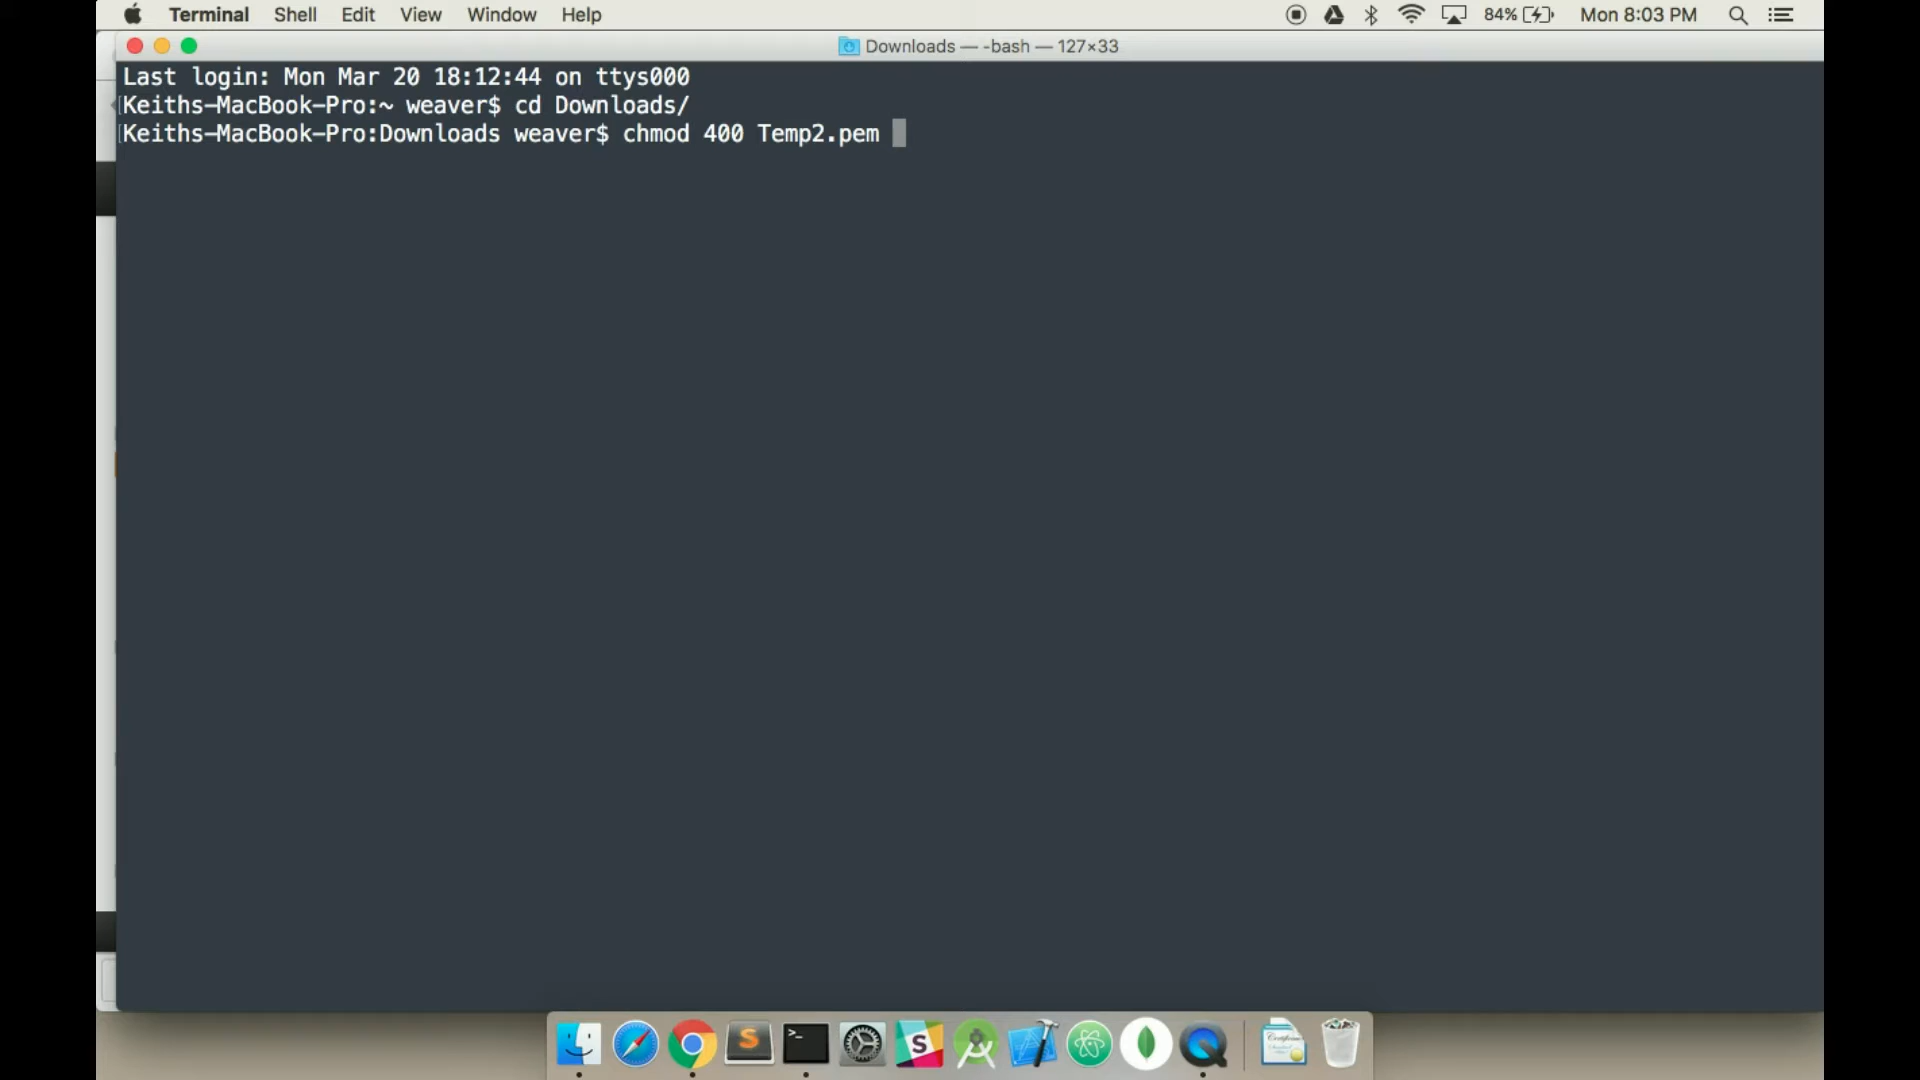 Terminal Shell Edit View Window Help 84% Mon 8:03 PM
Downloads — -bash — 127×33
Last login: Mon Mar 20 18:12:44 on ttys000
[Keiths-MacBook-Pro:~ weaver$ cd Downloads/
[Keiths-MacBook-Pro:Downloads weaver$ chmod 400 Temp2.pem